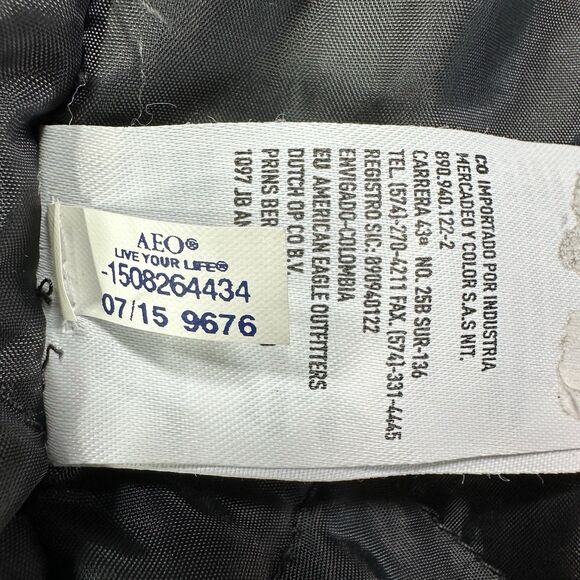 AEO®
LIVE YOUR LIFE®
-1508264434
07/15 9676
CO IMPORTADO POR INDUSTRIA
MERCADEO Y COLOR S.A.S NIT.
890.940.122-2
CARRERA 43a NO. 25B SUR-136
TEL. (574)-270-4211 FAX. (574)-331-4445
REGISTRO SIC: 890940122
ENVIGADO-COLOMBIA
EU AMERICAN EAGLE OUTFITTERS
DUTCH OP CO B.V.
PRINS BER
1097 JB AM